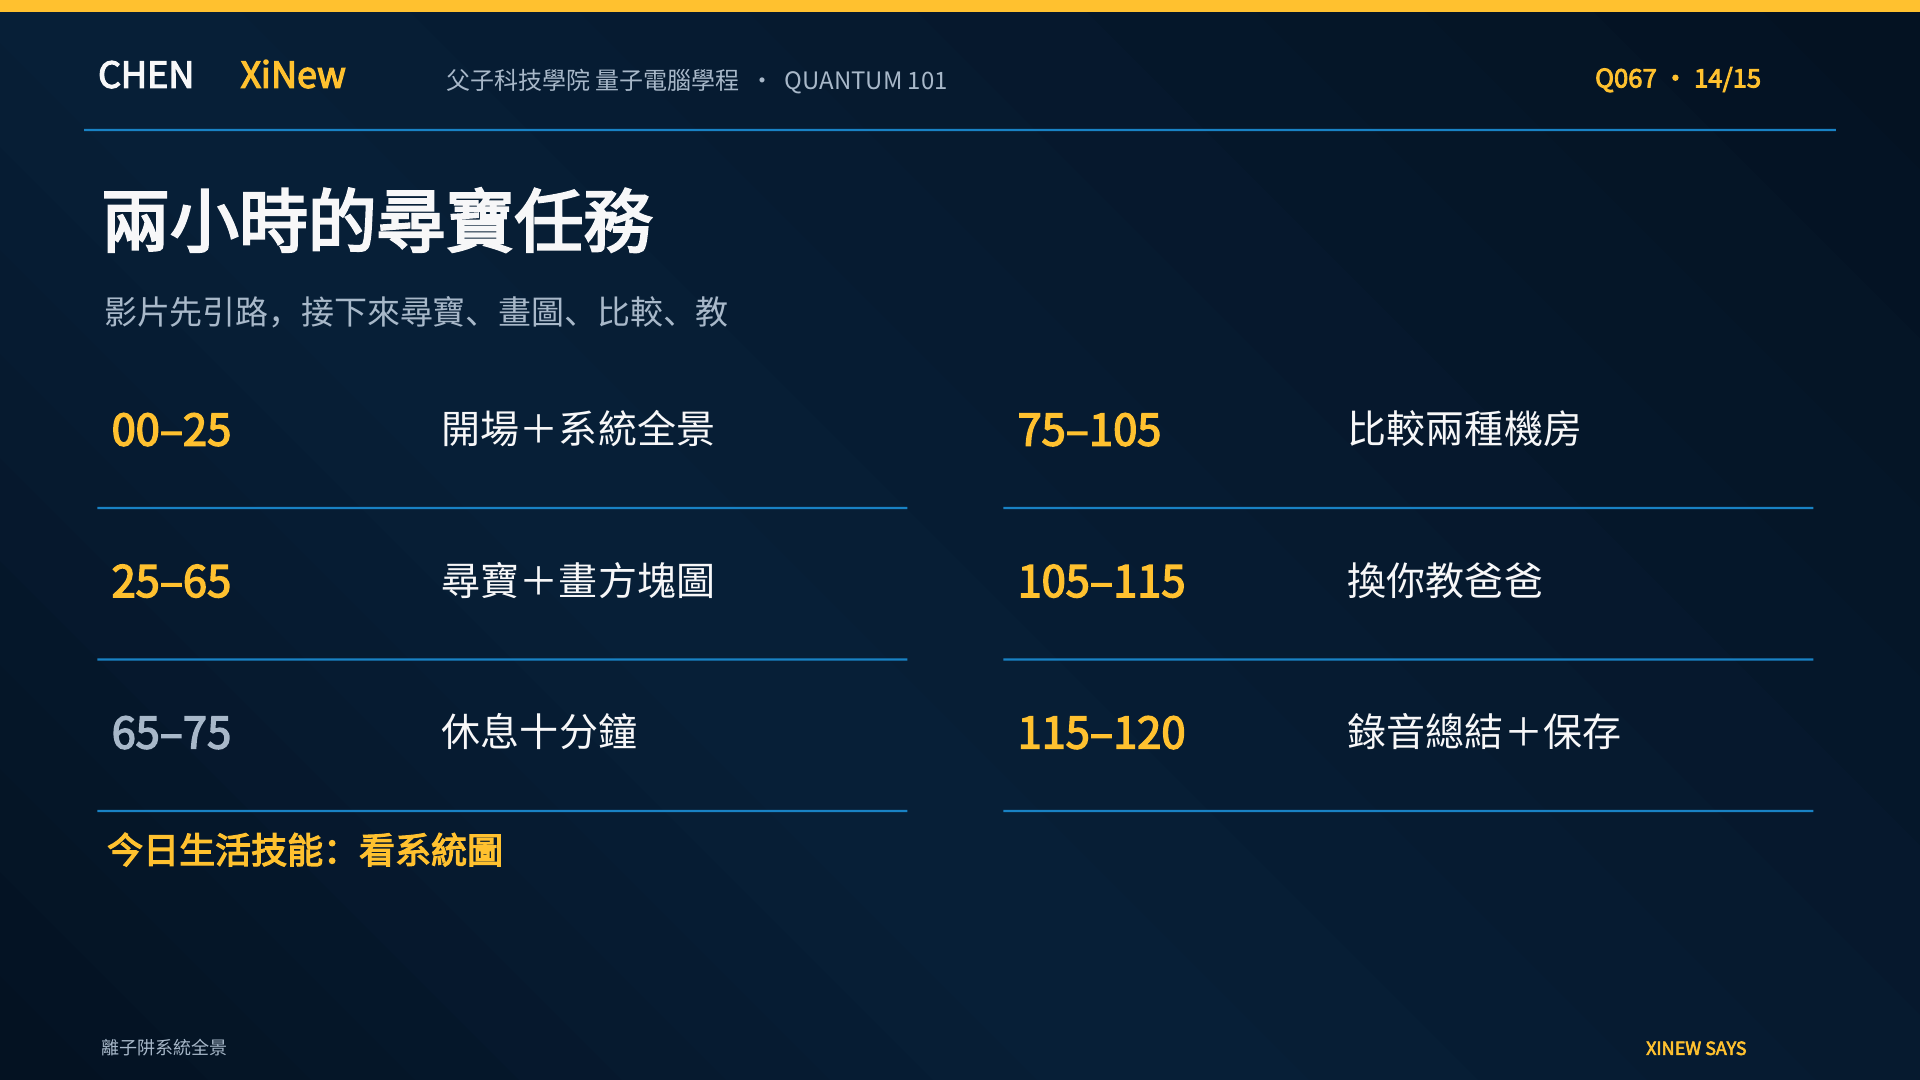 CHEN XiNew 父子科技學院 量子電腦學程 · QUANTUM 101 Q067 · 14/15
兩小時的尋寶任務
影片先引路，接下來尋寶、畫圖、比較、教
00–25 開場＋系統全景
25–65 尋寶＋畫方塊圖
65–75 休息十分鐘
75–105 比較兩種機房
105–115 換你教爸爸
115–120 錄音總結＋保存
今日生活技能：看系統圖
離子阱系統全景 XINEW SAYS